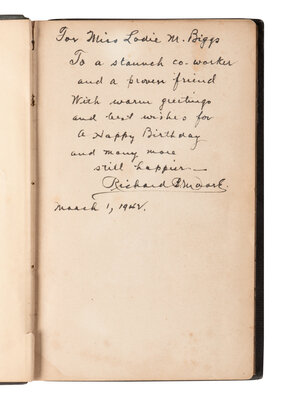 For Miss Lodie M. Biggs
To a staunch co-worker
and a proven friend
With warm greetings
and best wishes for
a Happy Birthday
and many more
still happier—
Richard B. Moore.
March 1, 1942.